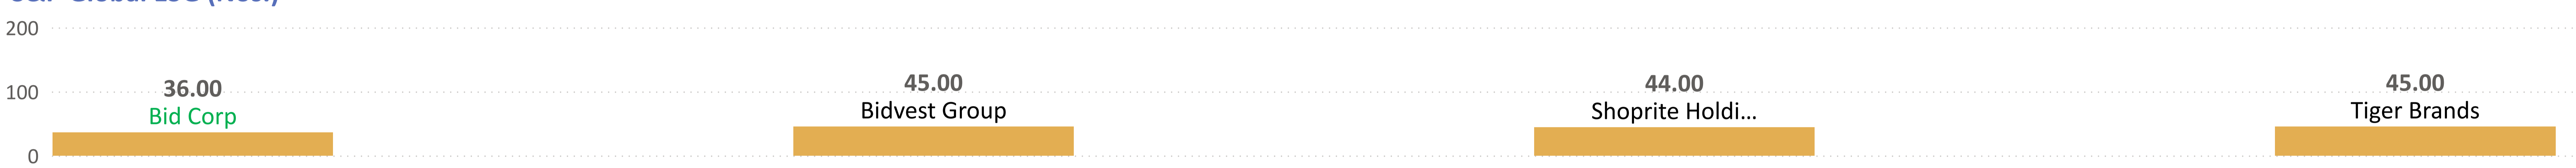 200
36.00
45.00
44.00
45.00
100
Bid Corp
Bidvest Group
Shoprite Holdi...
Tiger Brands
0